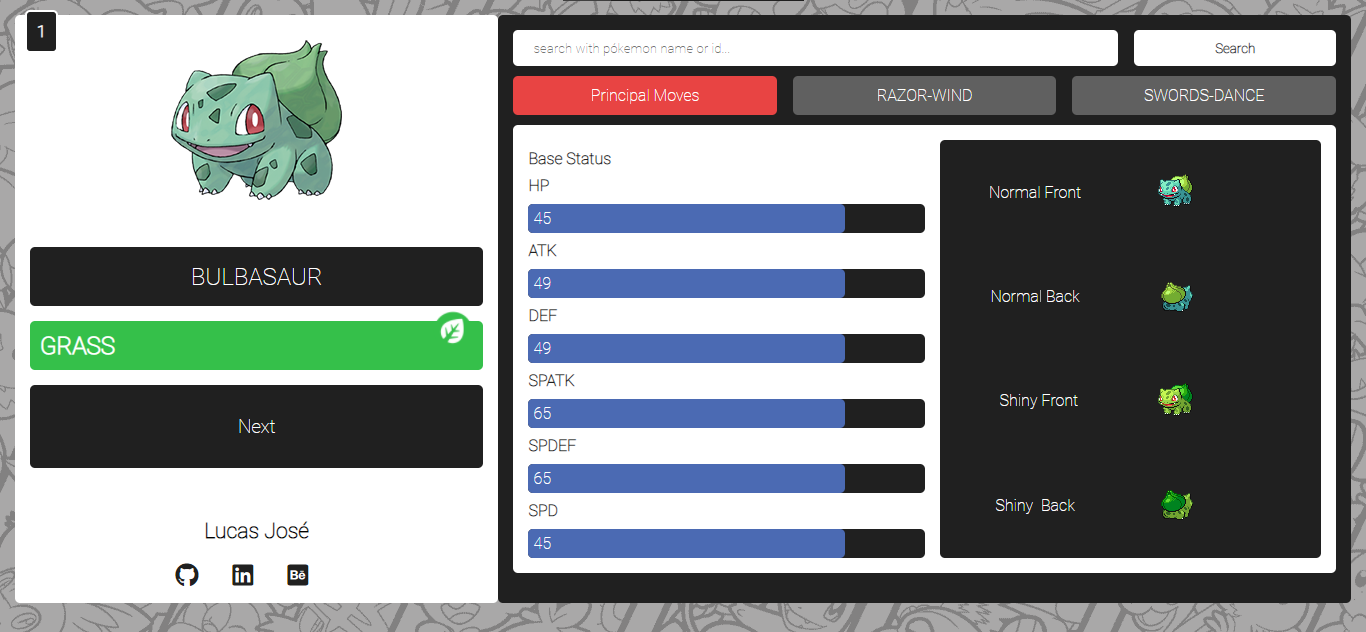 1
BULBASAUR
GRASS
Next
Lucas José
Bē
search with pókemon name or id...
Search
Principal Moves
RAZOR-WIND
SWORDS-DANCE
Base Status
HP
45
ATK
49
DEF
49
SPATK
65
SPDEF
65
SPD
45
Normal Front
Normal Back
Shiny Front
Shiny Back